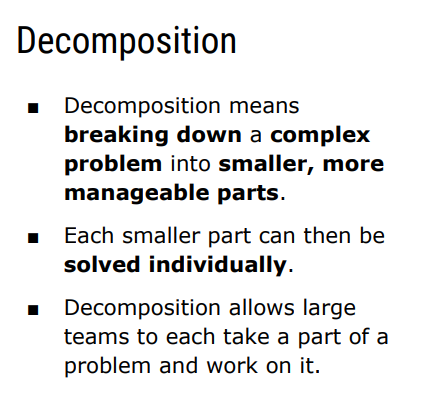 Decomposition
▪ Decomposition means
breaking down a complex
problem into smaller, more
manageable parts.
▪ Each smaller part can then be
solved individually.
▪ Decomposition allows large
teams to each take a part of a
problem and work on it.